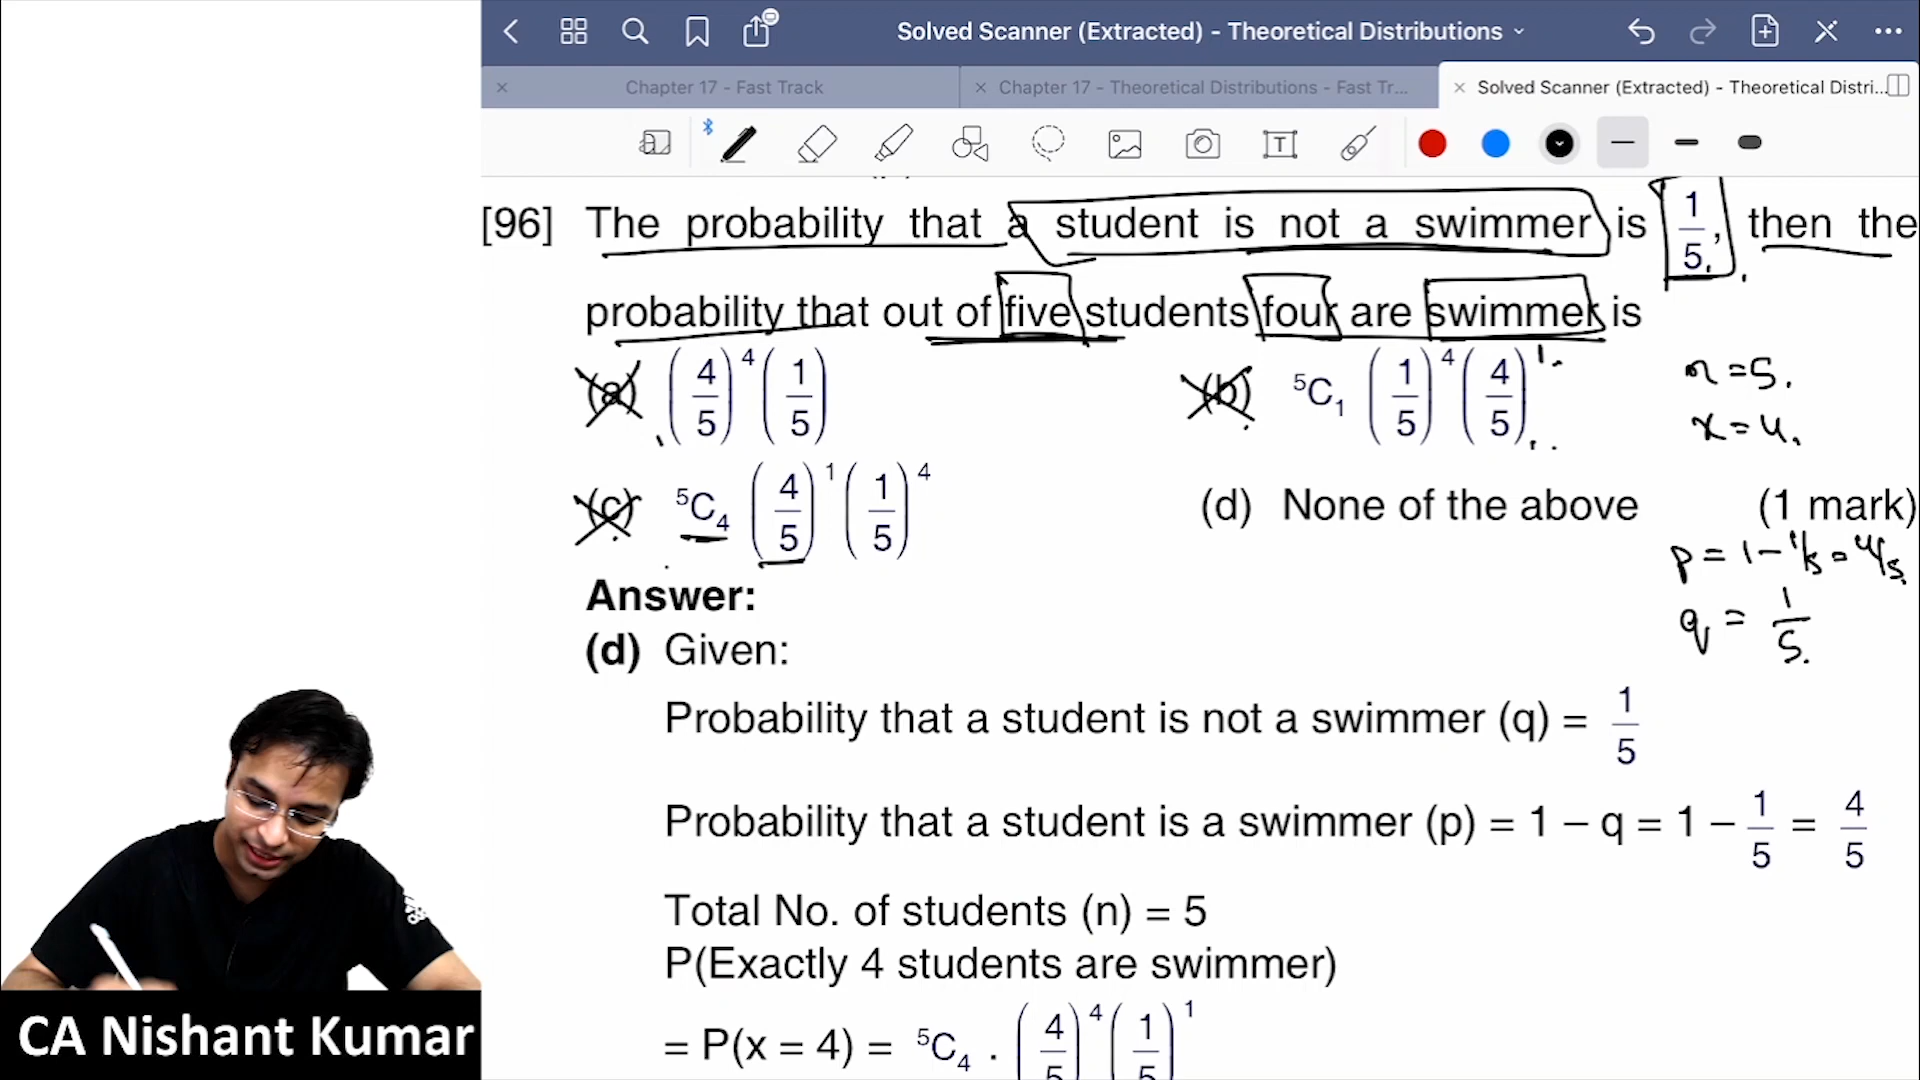 Solved Scanner (Extracted) - Theoretical Distributions
Chapter 17 - Fast Track
Chapter 17 - Theoretical Distributions - Fast Tr...
Solved Scanner (Extracted) - Theoretical Distri...
[96] The probability that a student is not a swimmer is 1/5, then the
probability that out of five students four are swimmer is
(a) (4/5)^4 (1/5)
(b) ⁵C₁ (1/5)^4 (4/5)^1
n = 5.
x = 4.
(c) ⁵C₄ (4/5)^1 (1/5)^4
(d) None of the above (1 mark)
p = 1 - 1/5 = 4/5
q = 1/5
Answer:
(d) Given:
Probability that a student is not a swimmer (q) = 1/5
Probability that a student is a swimmer (p) = 1 – q = 1 – 1/5 = 4/5
Total No. of students (n) = 5
P(Exactly 4 students are swimmer)
= P(x = 4) = ⁵C₄ . (4/5)^4 (1/5)^1
CA Nishant Kumar